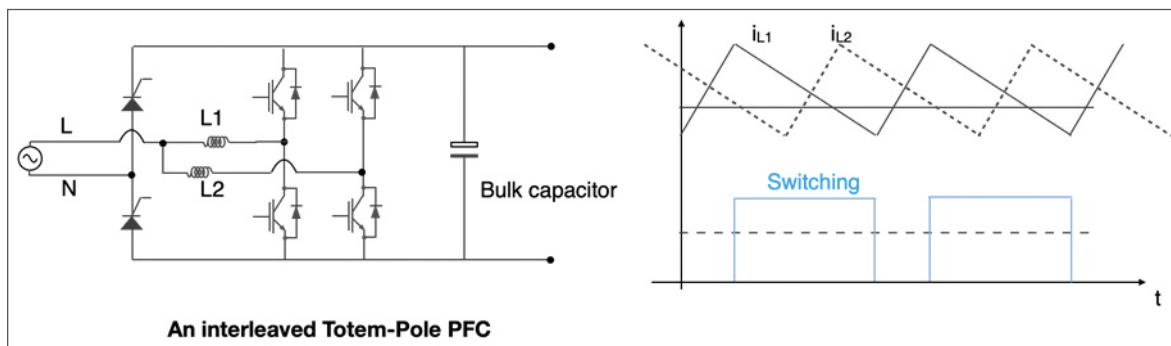 L
N
L1
L2
Bulk capacitor
An interleaved Totem-Pole PFC
iL1
iL2
Switching
t